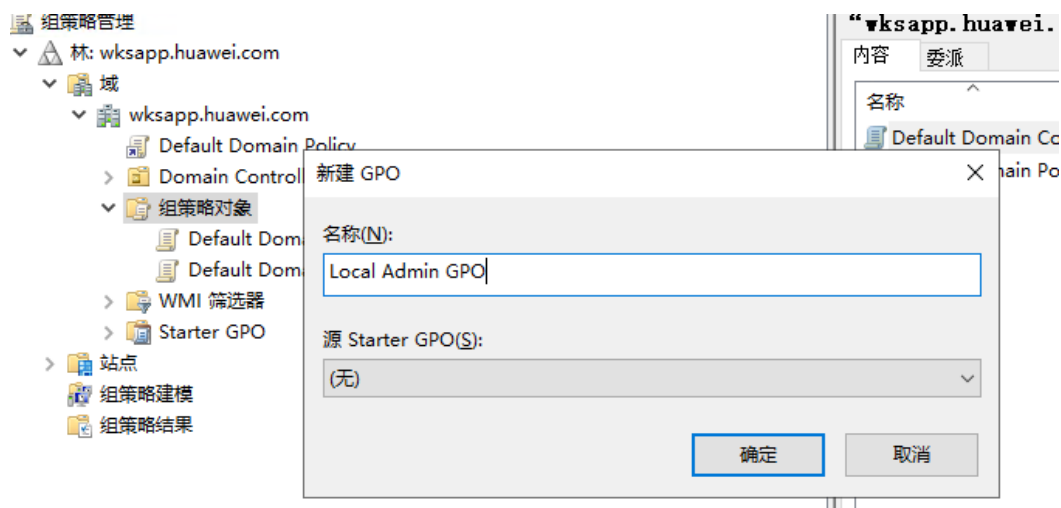 组策略管理
林: wksapp.huawei.com
域
wksapp.huawei.com
Default Domain Policy
Domain Controll
组策略对象
Default Dom
Default Dom
WMI 筛选器
Starter GPO
站点
组策略建模
组策略结果
“wksapp.huawei.
内容
委派
名称
Default Domain Co
main Po
新建 GPO
名称(N):
Local Admin GPO
源 Starter GPO(S):
(无)
确定
取消